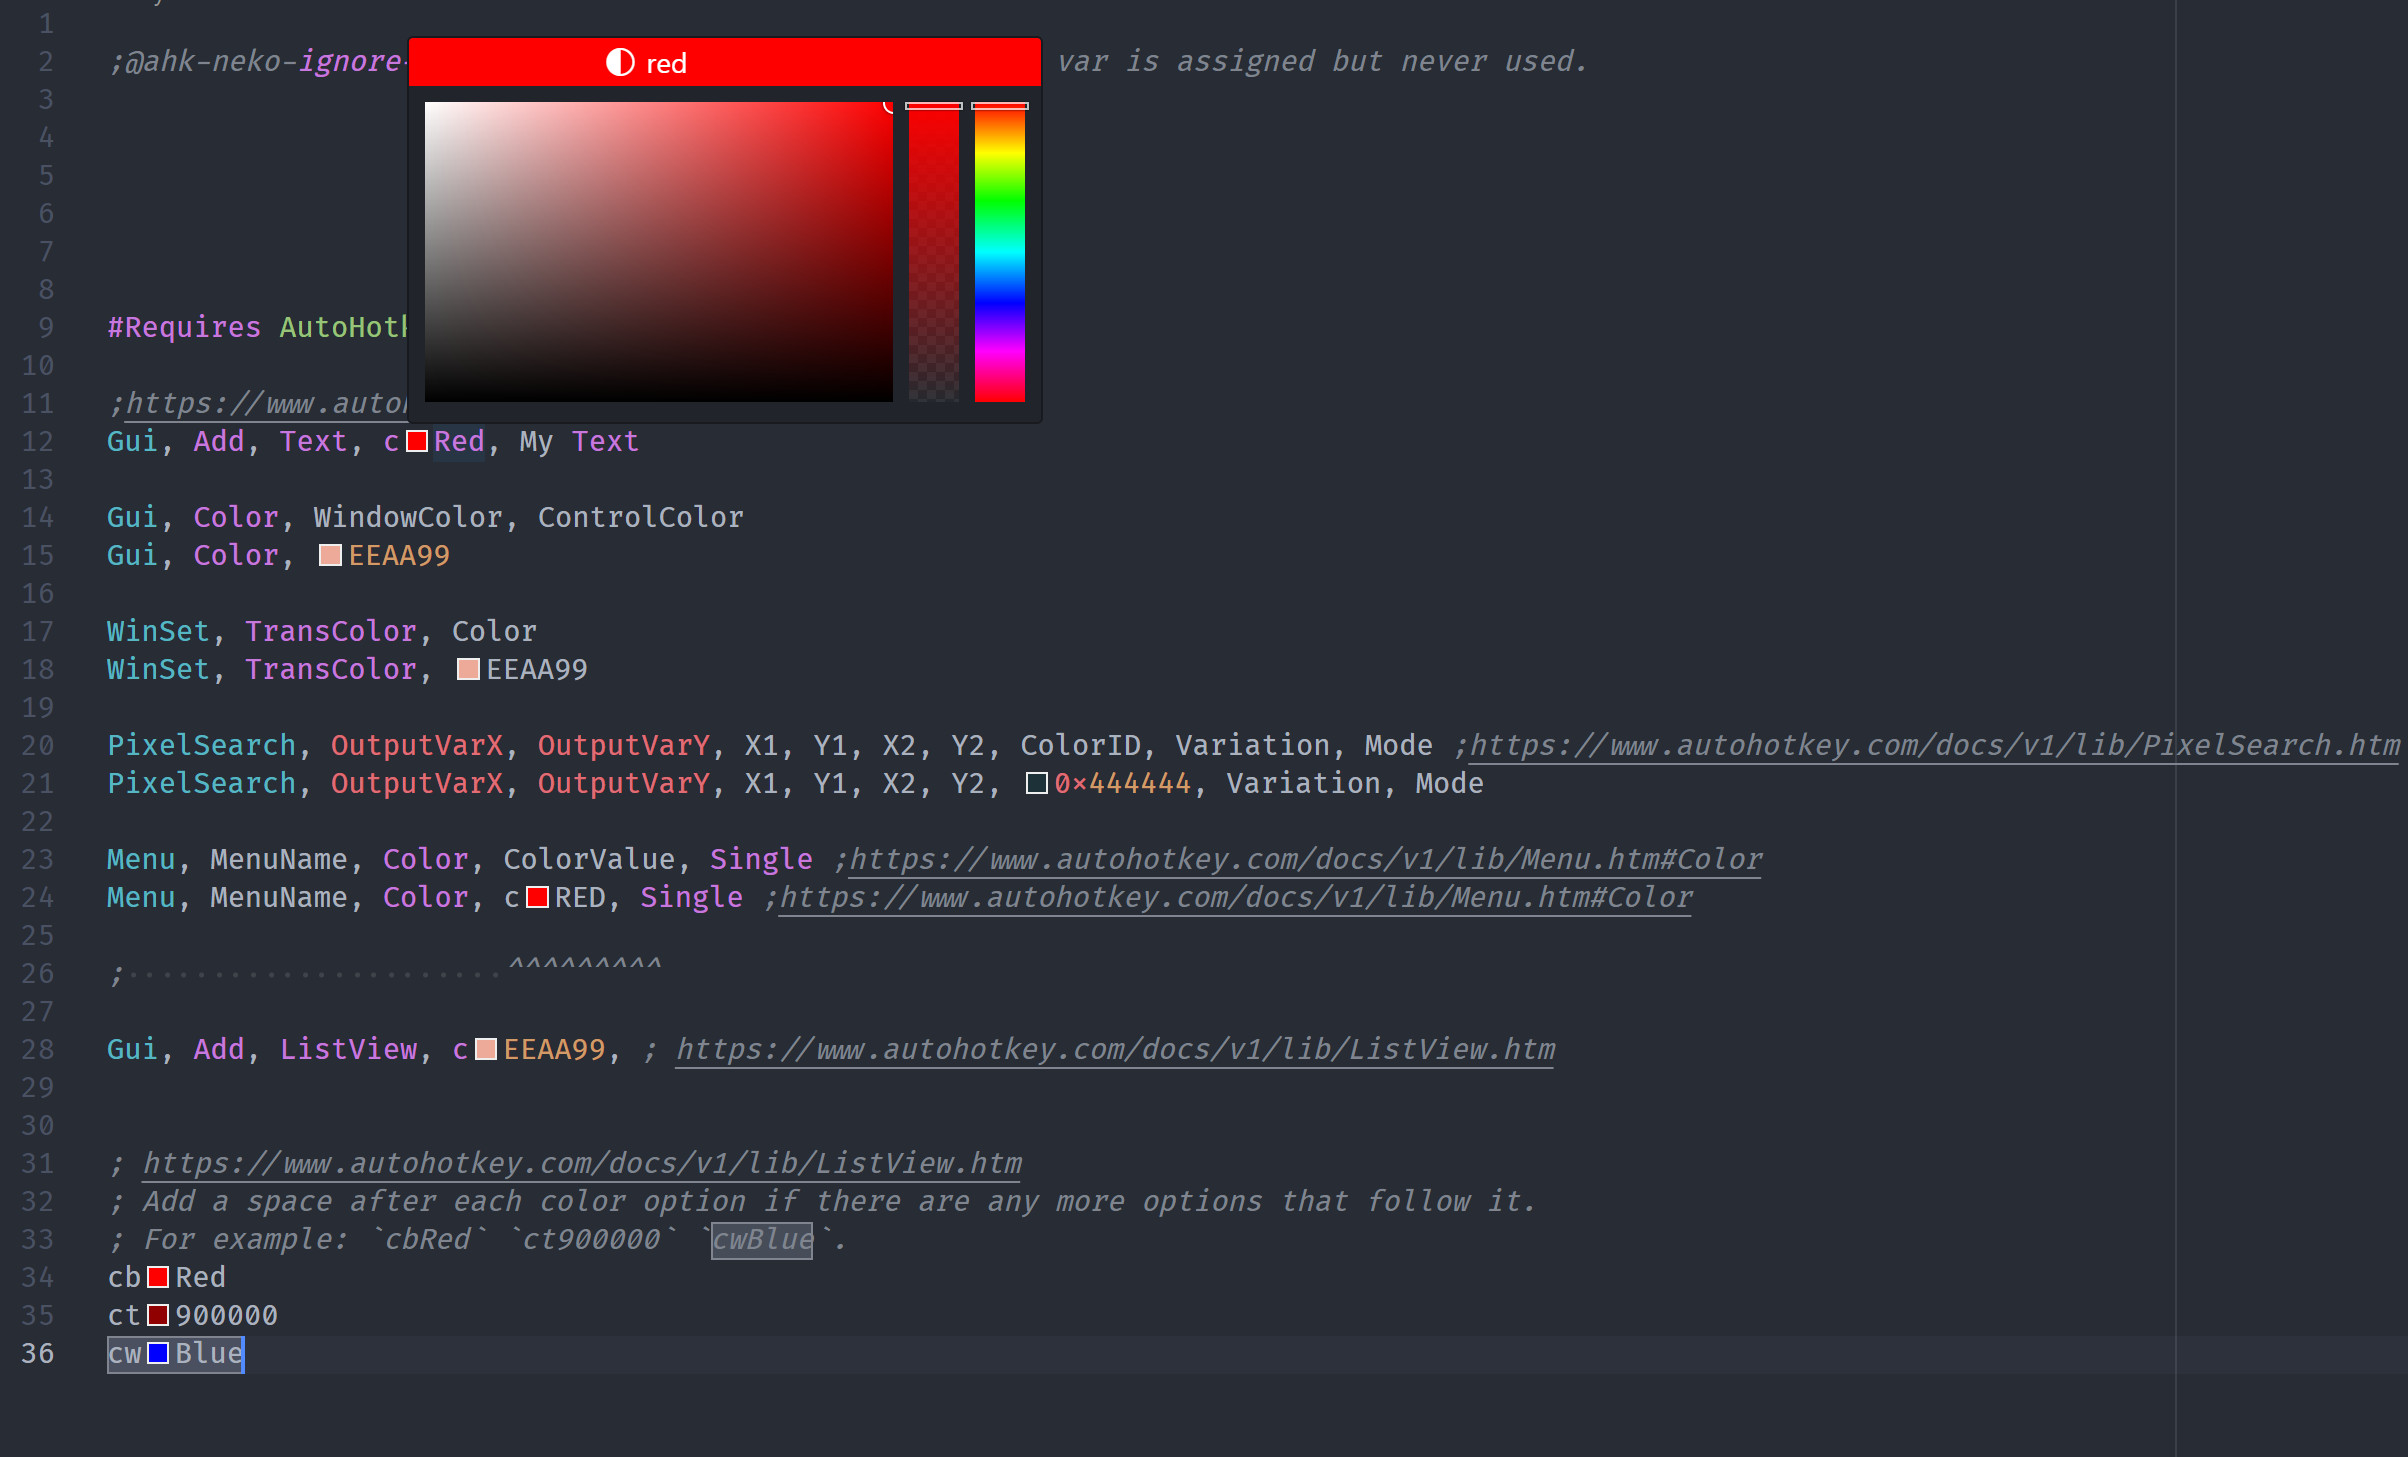 1
2 ;@ahk-neko-ignore- var is assigned but never used.
red
3
4
5
6
7
8
9 #Requires AutoHotk
10
11 ;https://www.autoh
12 Gui, Add, Text, cRed, My Text
13
14 Gui, Color, WindowColor, ControlColor
15 Gui, Color, EEAA99
16
17 WinSet, TransColor, Color
18 WinSet, TransColor, EEAA99
19
20 PixelSearch, OutputVarX, OutputVarY, X1, Y1, X2, Y2, ColorID, Variation, Mode ;https://www.autohotkey.com/docs/v1/lib/PixelSearch.htm
21 PixelSearch, OutputVarX, OutputVarY, X1, Y1, X2, Y2, 0×444444, Variation, Mode
22
23 Menu, MenuName, Color, ColorValue, Single ;https://www.autohotkey.com/docs/v1/lib/Menu.htm#Color
24 Menu, MenuName, Color, cRED, Single ;https://www.autohotkey.com/docs/v1/lib/Menu.htm#Color
25
26 ;······················^^^^^^^^^
27
28 Gui, Add, ListView, cEEAA99, ; https://www.autohotkey.com/docs/v1/lib/ListView.htm
29
30
31 ; https://www.autohotkey.com/docs/v1/lib/ListView.htm
32 ; Add a space after each color option if there are any more options that follow it.
33 ; For example: `cbRed` `ct900000` `cwBlue`.
34 cbRed
35 ct900000
36 cwBlue